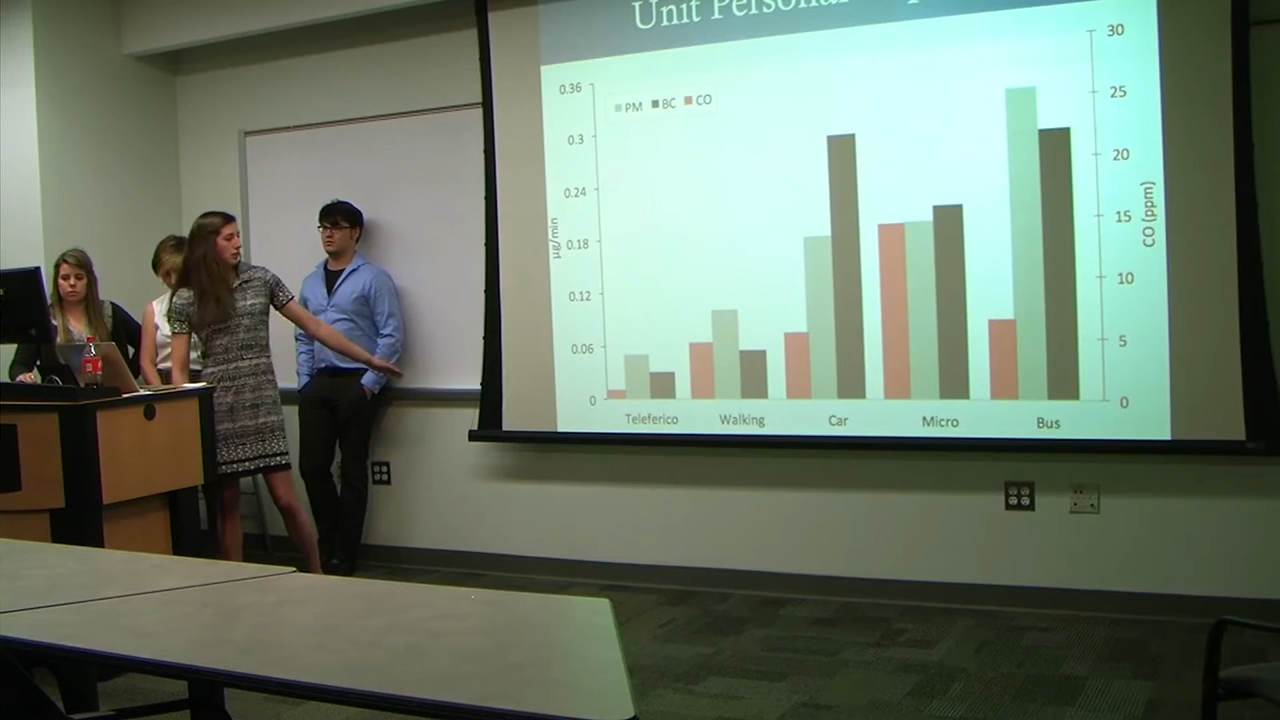 Unit Personal
0.36
0.3
0.24
0.18
0.12
0.06
0
µg/min
PM BC CO
30
25
20
15
10
5
0
CO (ppm)
Teleferico Walking Car Micro Bus